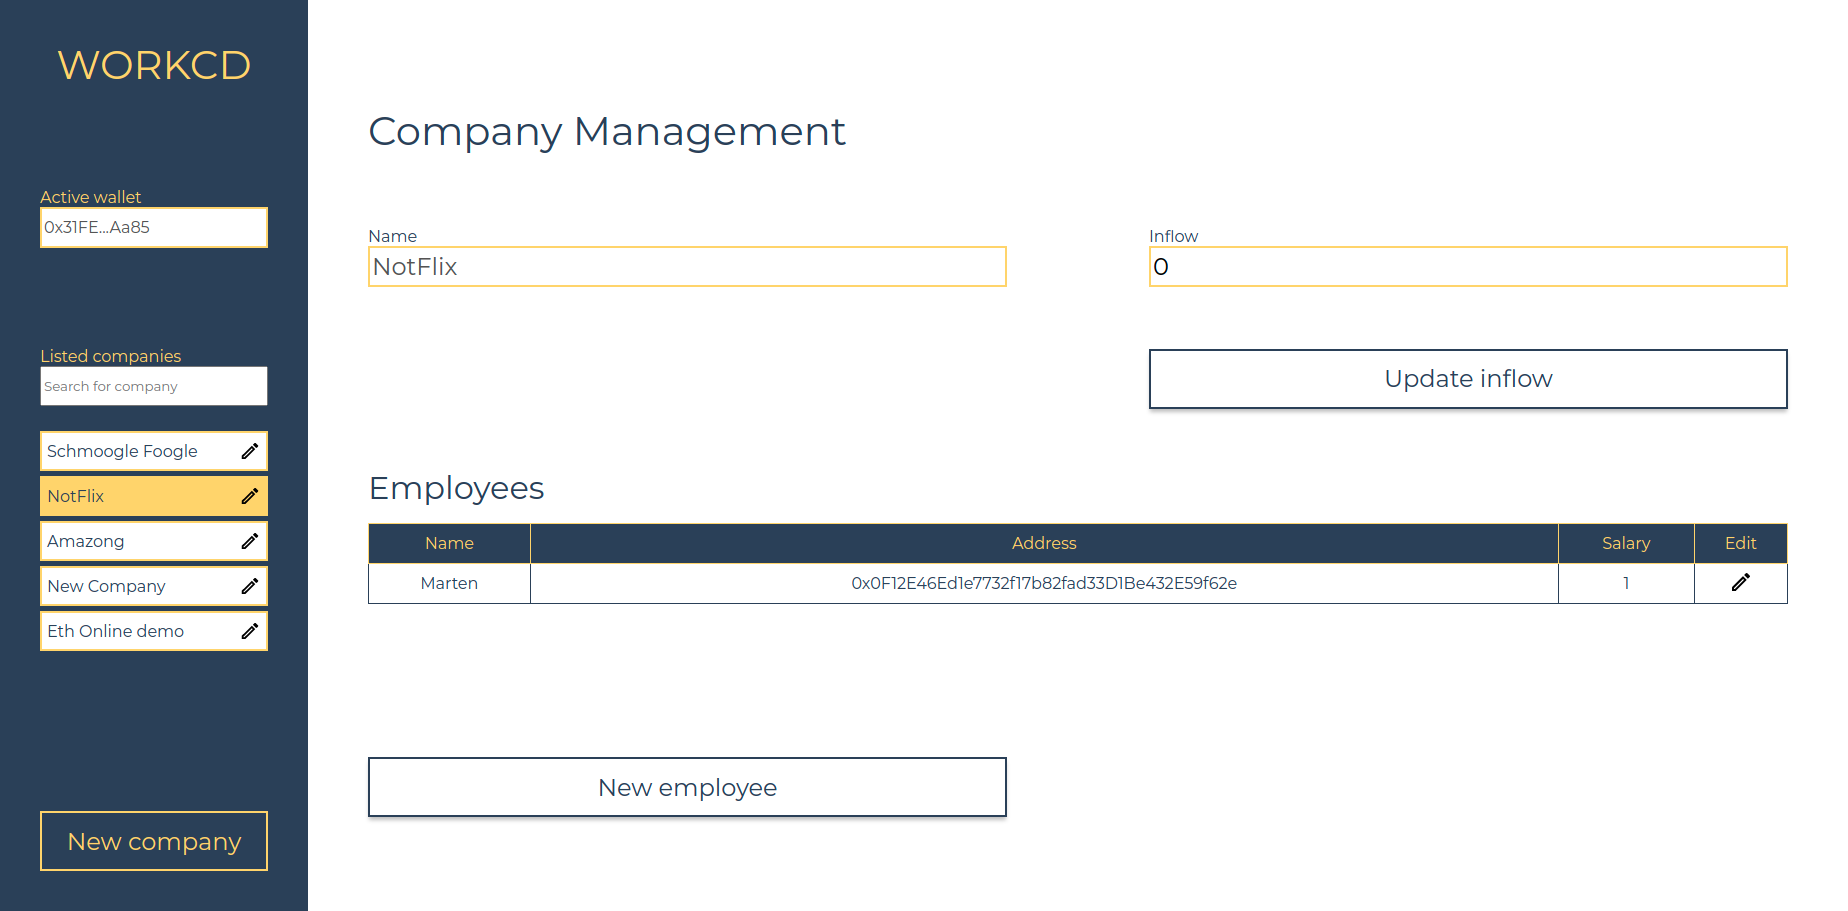 WORKCD
Active wallet
0x31FE...Aa85
Listed companies
Search for company
Schmoogle Foogle
NotFlix
Amazong
New Company
Eth Online demo
New company
Company Management
Name
NotFlix
Inflow
0
Update inflow
Employees
Name Address Salary Edit
Marten 0x0F12E46Ed1e7732f17b82fad33D1Be432E59f62e 1
New employee